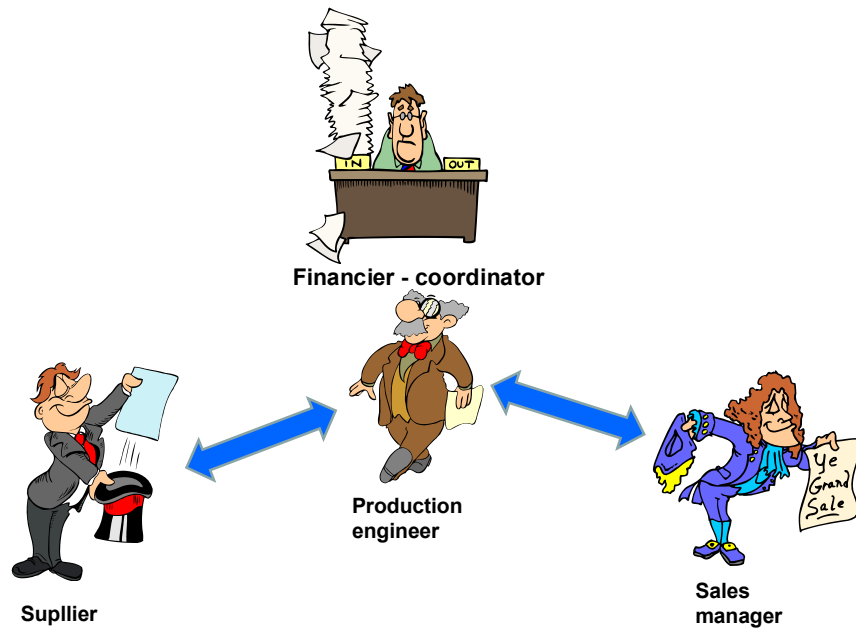 IN
OUT
Financier - coordinator
Ye
Grand
Sale
Production
engineer
Supllier
Sales
manager